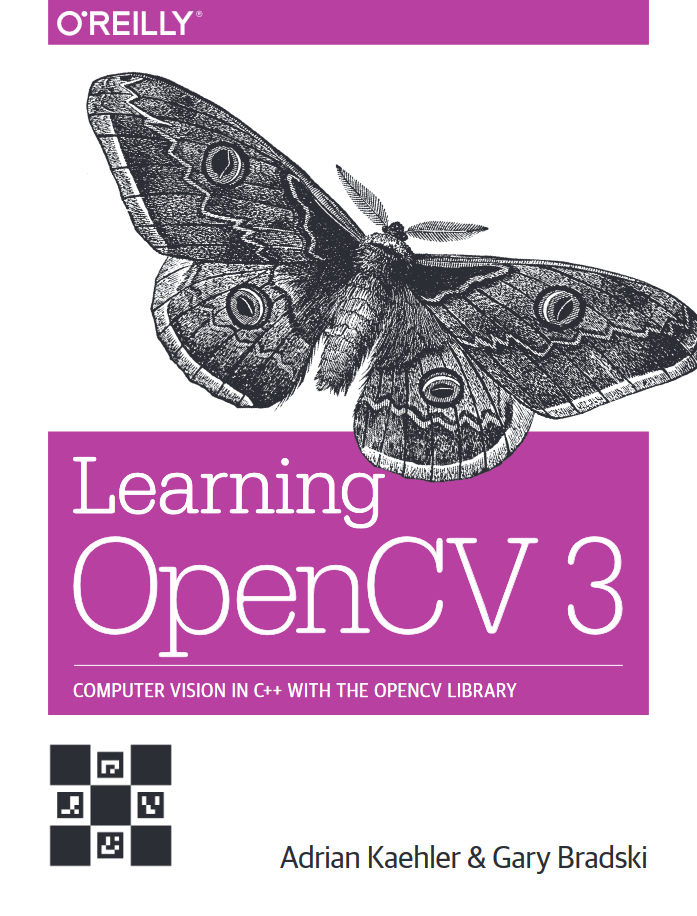 O'REILLY®
Learning
OpenCV 3
COMPUTER VISION IN C++ WITH THE OPENCV LIBRARY
Adrian Kaehler & Gary Bradski